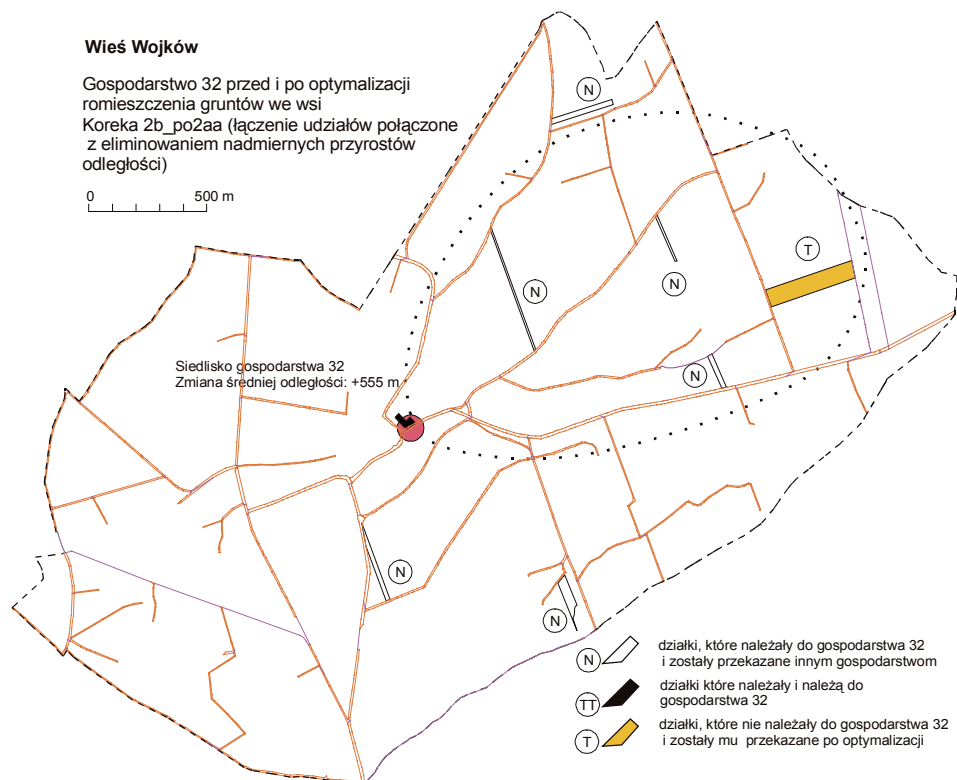 Wieś Wojków
Gospodarstwo 32 przed i po optymalizacji
romieszczenia gruntów we wsi
Koreka 2b_po2aa (łączenie udziałów połączone
z eliminowaniem nadmiernych przyrostów
odległości)
0 500 m
N
T
N
N
Siedlisko gospodarstwa 32
Zmiana średniej odległości: +555 m
N
N
N
N działki, które należały do gospodarstwa 32
i zostały przekazane innym gospodarstwom
TT działki które należały i należą do
gospodarstwa 32
T działki, które nie należały do gospodarstwa 32
i zostały mu przekazane po optymalizacji